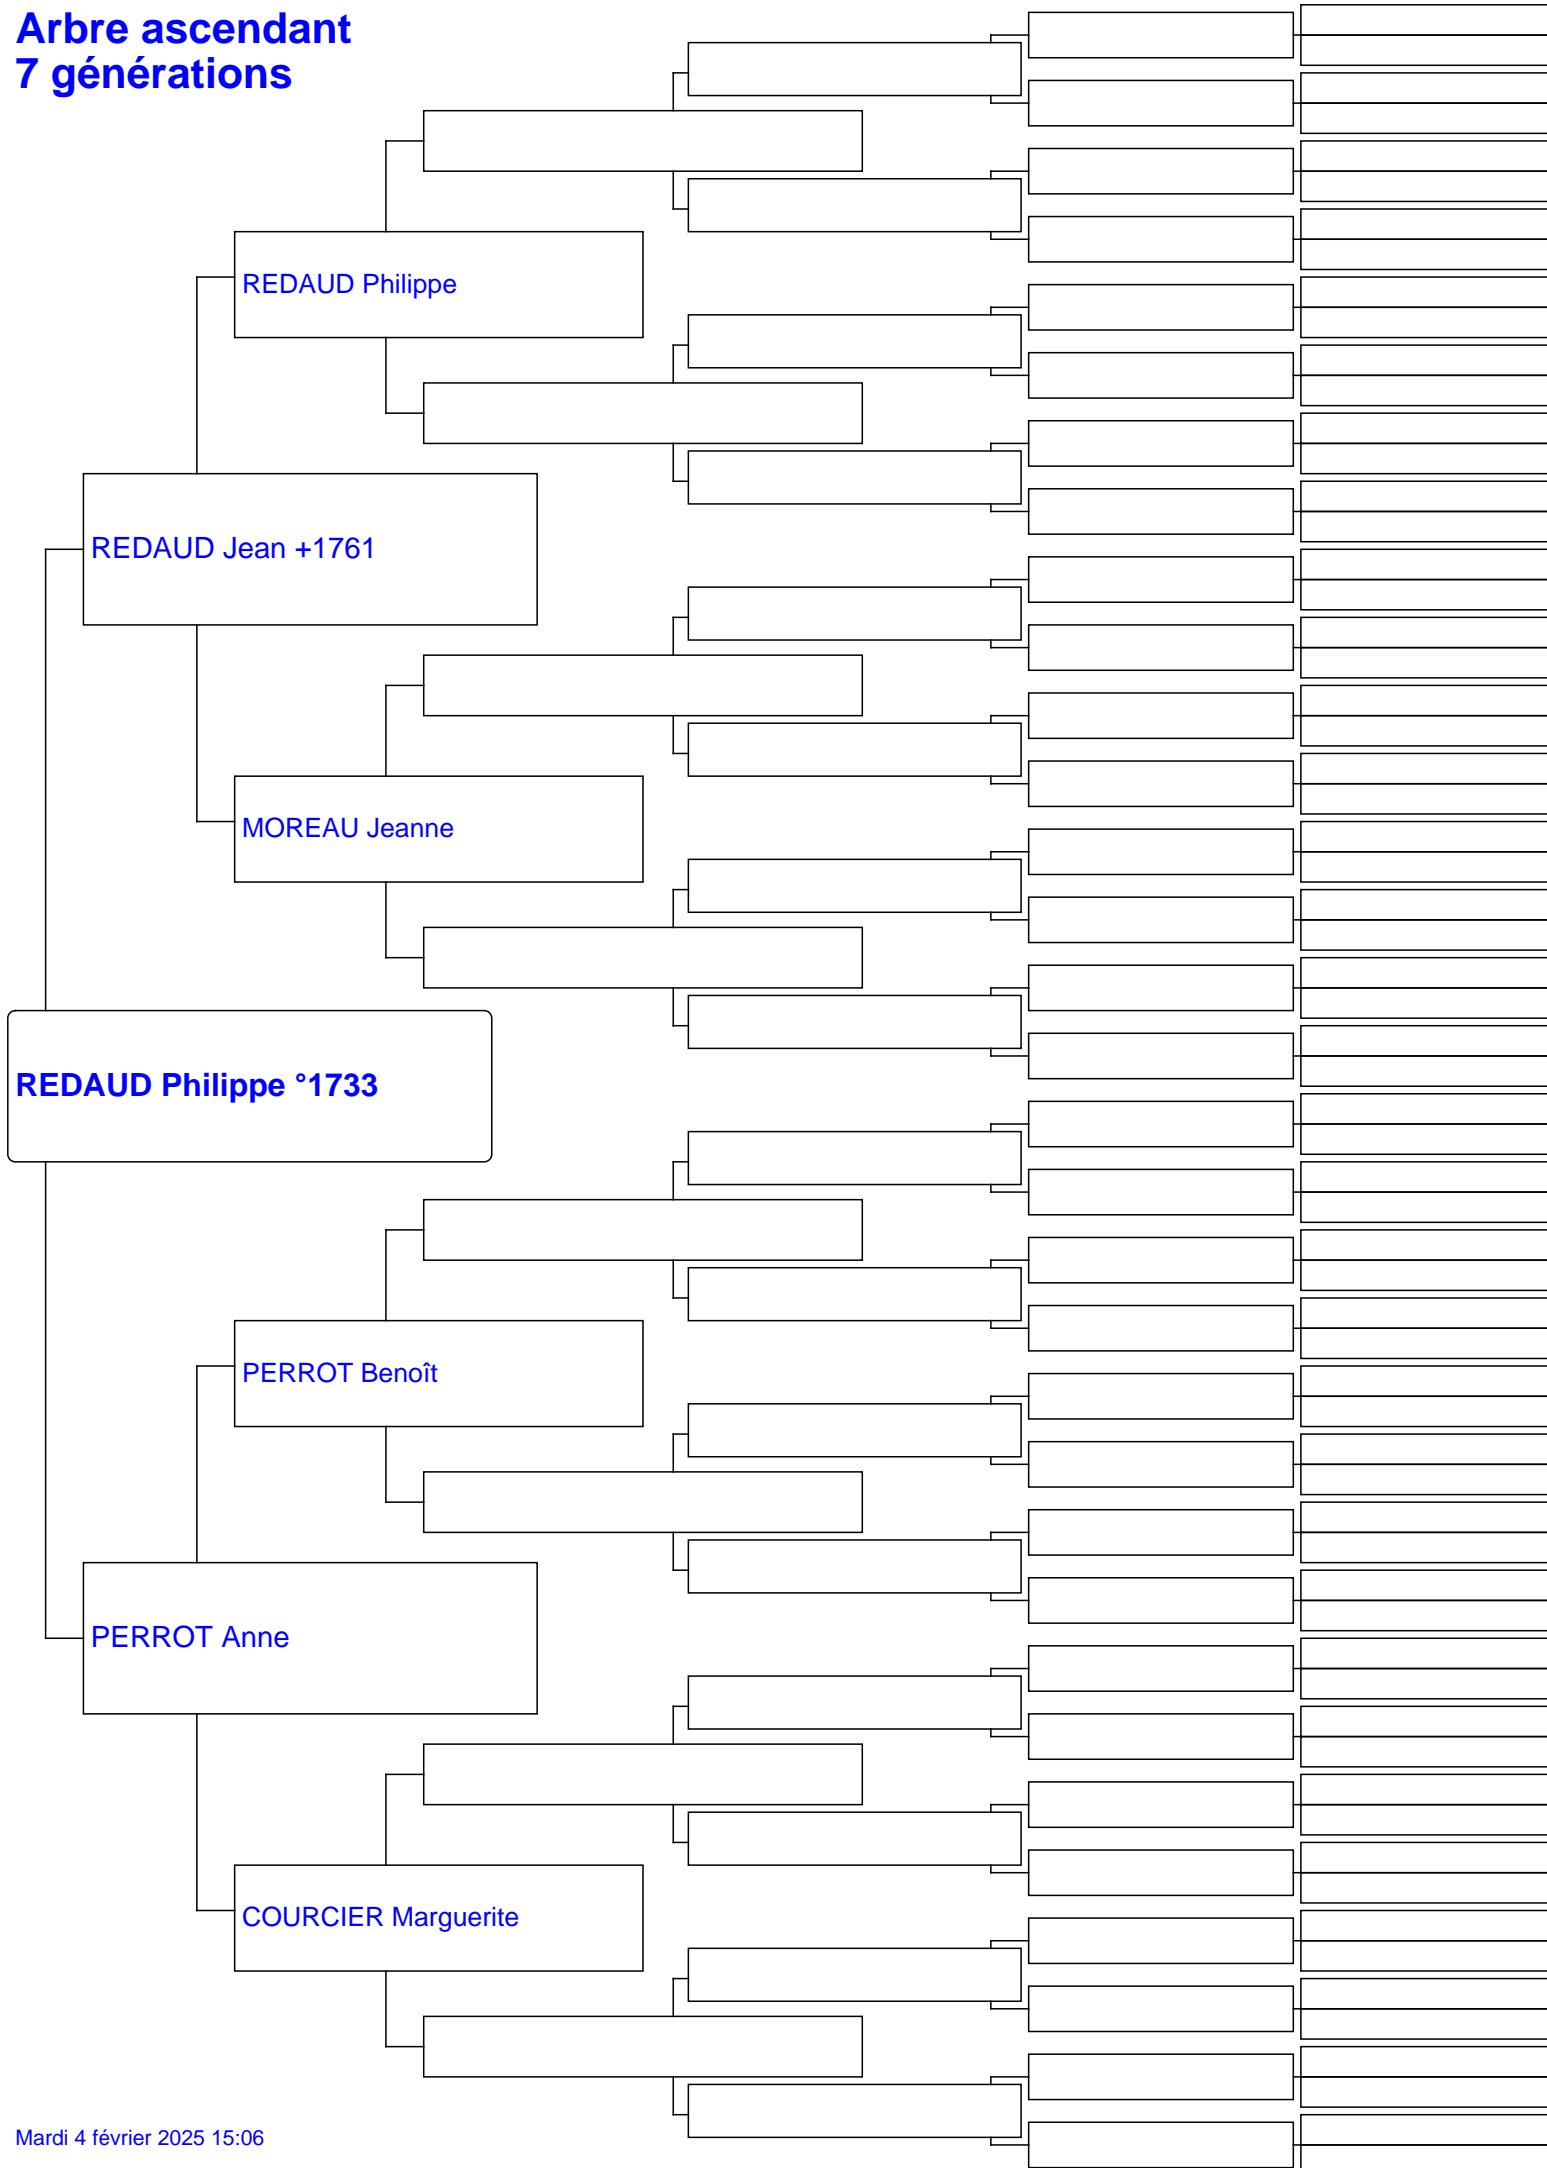 Arbre ascendant
7 générations
REDAUD Philippe
REDAUD Jean +1761
MOREAU Jeanne
REDAUD Philippe °1733
PERROT Benoît
PERROT Anne
COURCIER Marguerite
Mardi 4 février 2025 15:06